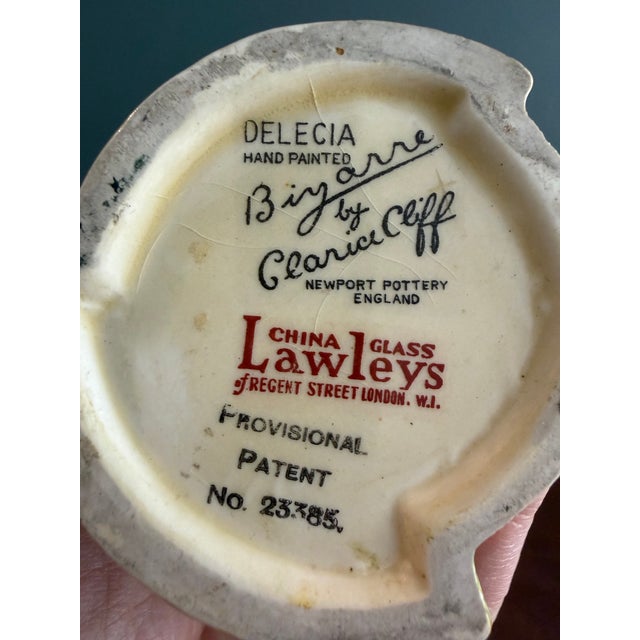 DELECIA
HAND PAINTED
Bizarre
by
Clarice Cliff
NEWPORT POTTERY
ENGLAND
CHINA GLASS
Lawleys
of REGENT STREET LONDON. W.I.
PROVISIONAL
PATENT
No. 23385.